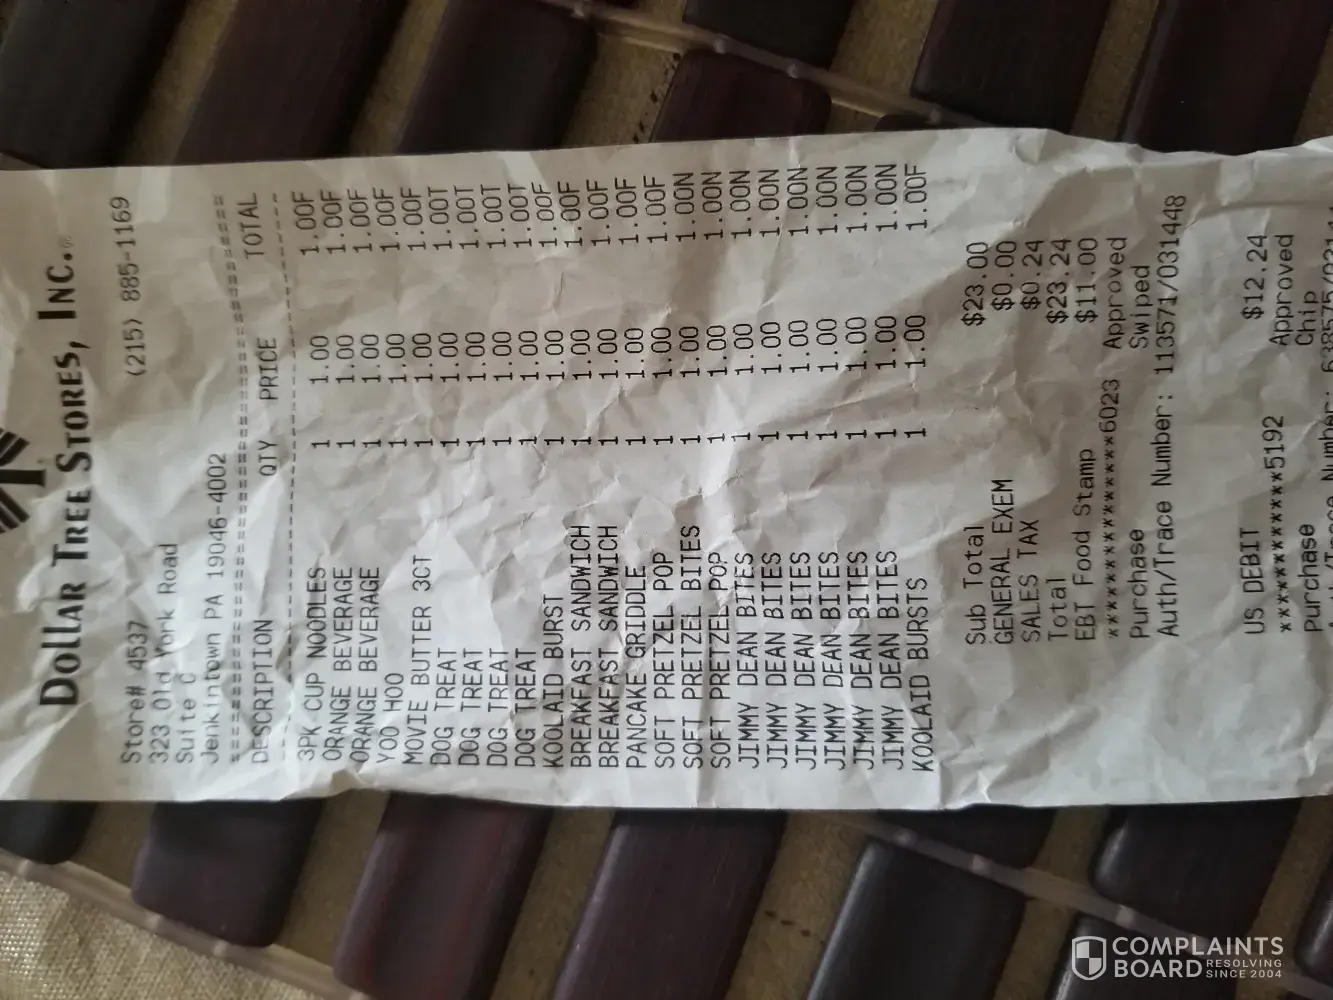 DOLLAR TREE STORES, INC.®
Store# 4537 (215) 885-1169
323 Old York Road
Suite C
Jenkintown PA 19046-4002
DESCRIPTION QTY PRICE TOTAL
3PK CUP NOODLES 1 1.00 1.00F
ORANGE BEVERAGE 1 1.00 1.00F
ORANGE BEVERAGE 1 1.00 1.00F
YOO HOO 1 1.00 1.00F
MOVIE BUTTER 3CT 1 1.00 1.00F
DOG TREAT 1 1.00 1.00T
DOG TREAT 1 1.00 1.00T
DOG TREAT 1 1.00 1.00T
DOG TREAT 1 1.00 1.00T
KOOLAID BURST 1 1.00 1.00F
BREAKFAST SANDWICH 1 1.00 1.00F
BREAKFAST SANDWICH 1 1.00 1.00F
PANCAKE GRIDDLE 1 1.00 1.00F
SOFT PRETZEL POP 1 1.00 1.00F
SOFT PRETZEL BITES 1 1.00 1.00N
SOFT PRETZEL POP 1 1.00 1.00N
JIMMY DEAN BITES 1 1.00 1.00N
JIMMY DEAN BITES 1 1.00 1.00N
JIMMY DEAN BITES 1 1.00 1.00N
JIMMY DEAN BITES 1 1.00 1.00N
JIMMY DEAN BITES 1 1.00 1.00N
JIMMY DEAN BITES 1 1.00 1.00N
KOOLAID BURSTS 1 1.00 1.00F
Sub Total $23.00
GENERAL EXEM $0.00
SALES TAX $0.24
Total $23.24
EBT Food Stamp $11.00
***************6023 Approved
Purchase Swiped
Auth/Trace Number: 113571/031448
US DEBIT $12.24
************5192 Approved
Purchase Chip
COMPLAINTS
BOARD RESOLVING
SINCE 2004